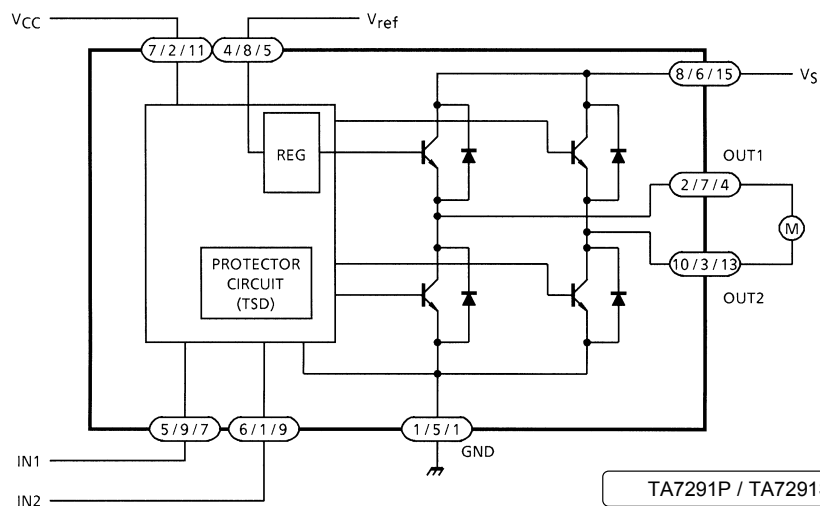 VCC
Vref
7 / 2 / 11
4 / 8 / 5
8 / 6 / 15
VS
REG
OUT1
2 / 7 / 4
M
PROTECTOR
CIRCUIT
(TSD)
10 / 3 / 13
OUT2
5 / 9 / 7
6 / 1 / 9
1 / 5 / 1
GND
IN1
IN2
TA7291P / TA7291